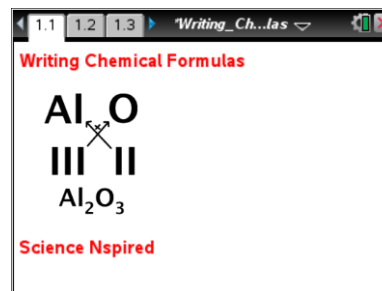 1.1 1.2 1.3 "Writing_Ch...las
Writing Chemical Formulas
Al O
III II
Al₂O₃
Science Nspired